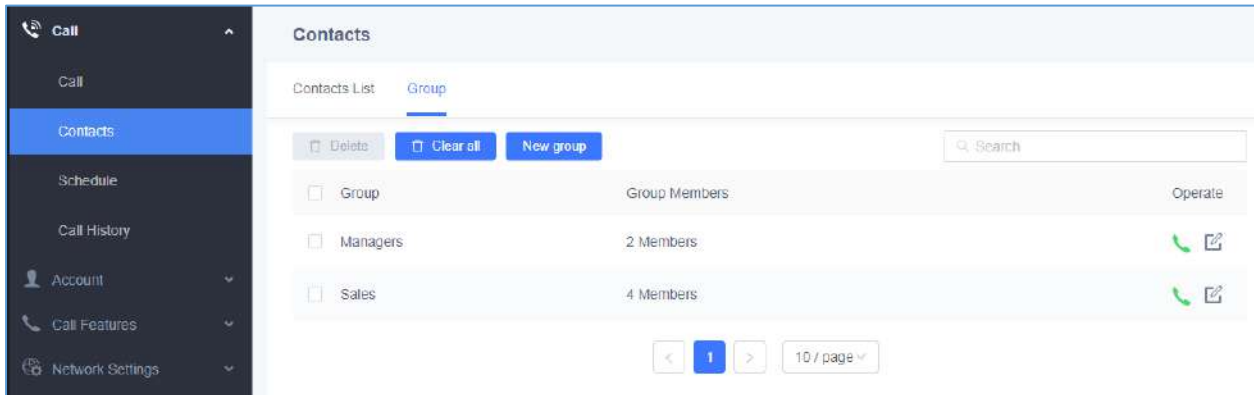 Call
Call
Contacts
Schedule
Call History
Account
Call Features
Network Settings
Contacts
Contacts List Group
Delete Clear all New group Search
Group Group Members Operate
Managers 2 Members
Sales 4 Members
< 1 > 10 / page